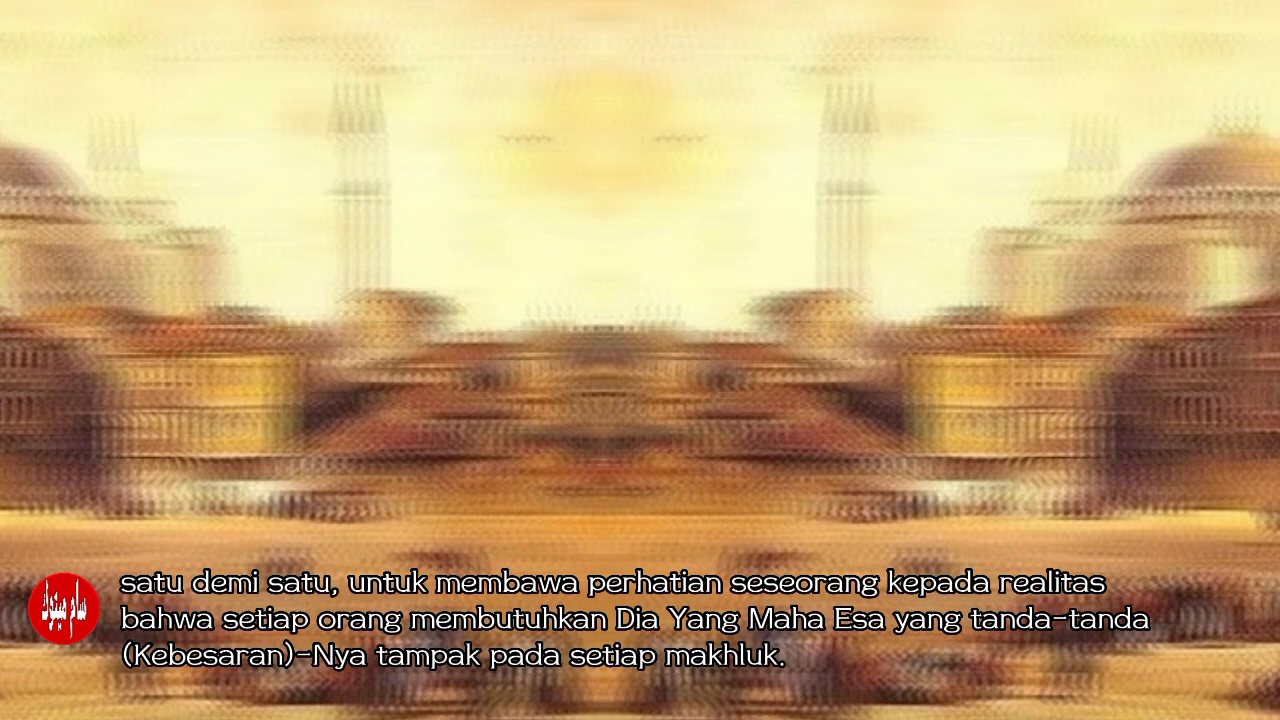 satu demi satu, untuk membawa perhatian seseorang kepada realitas
bahwa setiap orang membutuhkan Dia Yang Maha Esa yang tanda-tanda
(Kebesaran)-Nya tampak pada setiap makhluk.